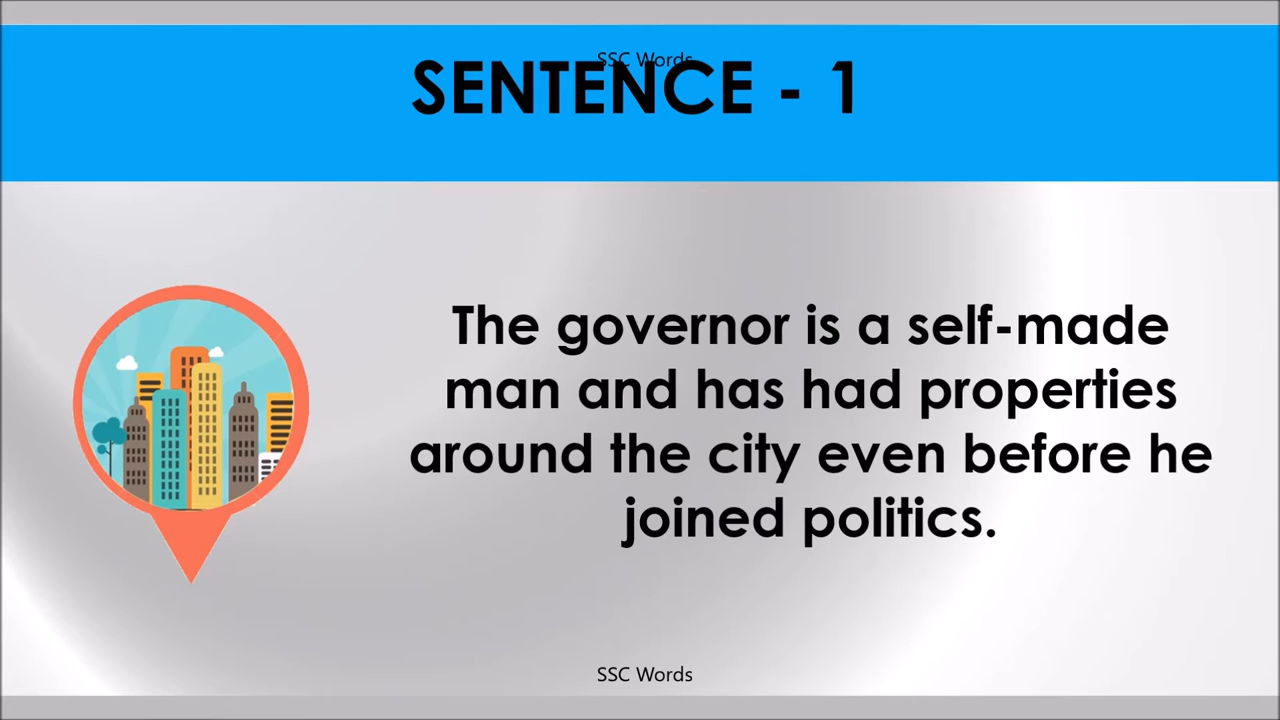 SSC Words
SENTENCE - 1
The governor is a self-made
man and has had properties
around the city even before he
joined politics.
SSC Words